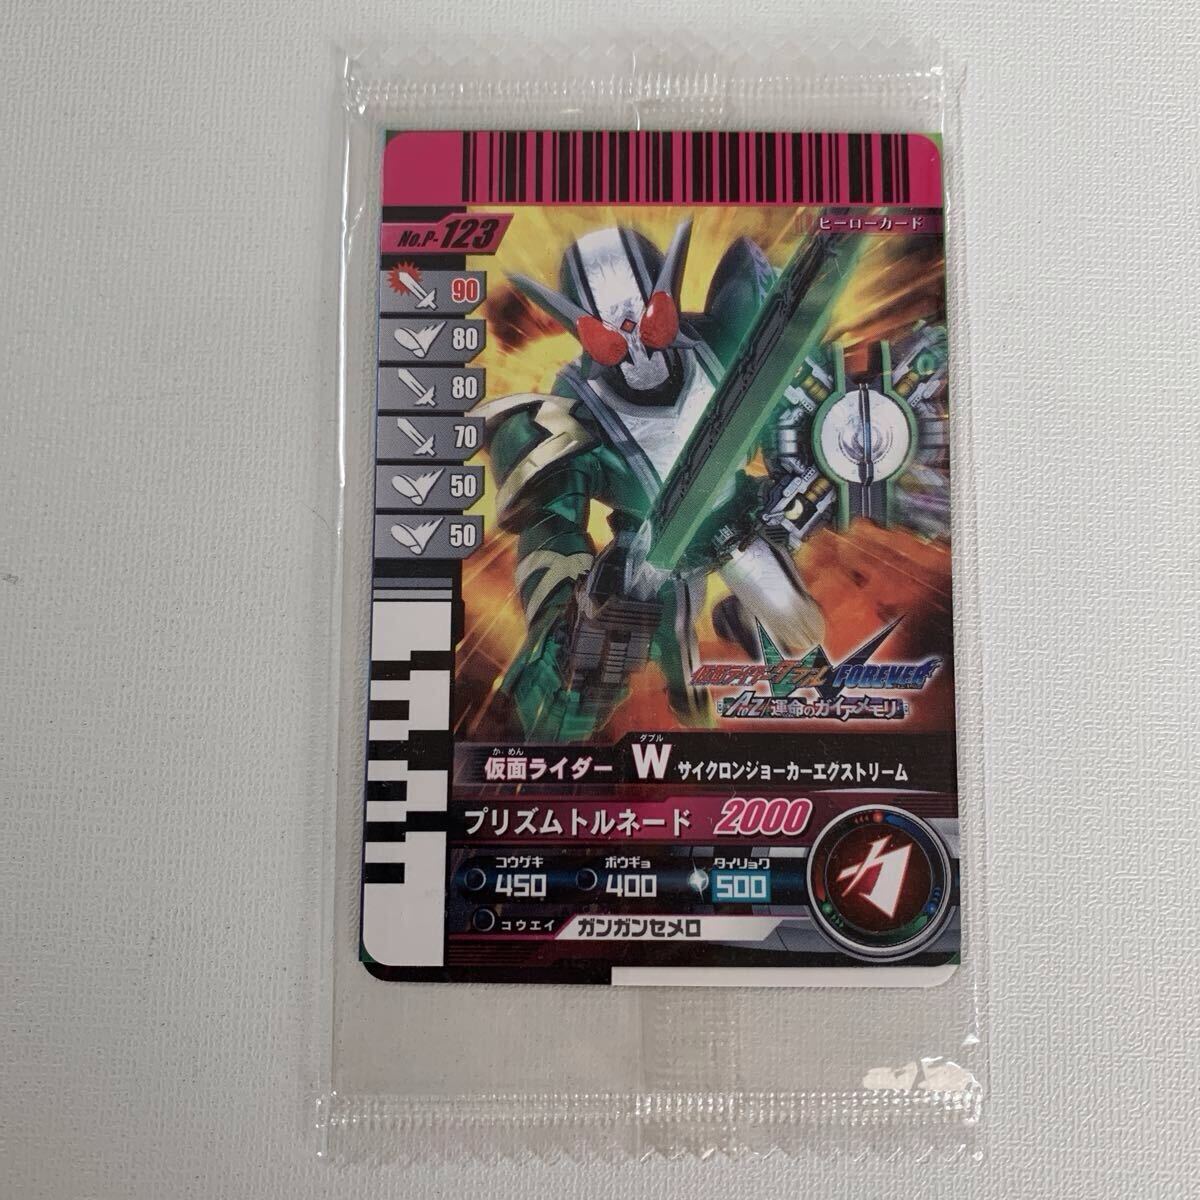 No.P-123
ヒーローカード
90
80
80
70
50
50
仮面ライダーダブル FOREVER
AtoZ/運命のガイアメモリ
か めん
ダブル
仮面ライダー W サイクロンジョーカーエクストリーム
プリズムトルネード 2000
コウゲキ
450
ボウギョ
400
タイリョク
500
コウエイ ガンガンセメロ
カ